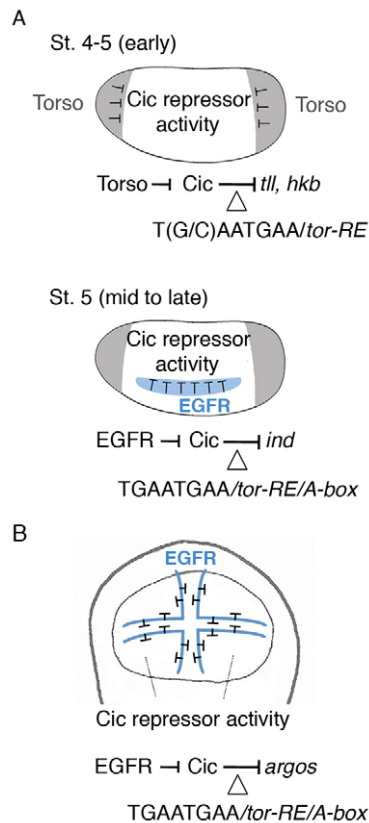 A
St. 4-5 (early)
Torso Cic repressor Torso
activity
Torso Cic tll, hkb
T(G/C)AATGAA/tor-RE
St. 5 (mid to late)
Cic repressor
activity
EGFR
EGFR Cic ind
TGAATGAA/tor-RE/A-box
B
EGFR
Cic repressor activity
EGFR Cic argos
TGAATGAA/tor-RE/A-box